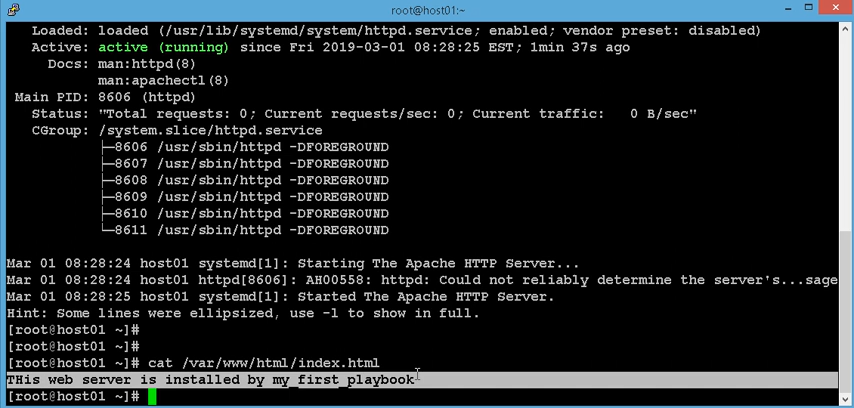 root@host01:~
Loaded: loaded (/usr/lib/systemd/system/httpd.service; enabled; vendor preset: disabled)
Active: active (running) since Fri 2019-03-01 08:28:25 EST; 1min 37s ago
Docs: man:httpd(8)
man:apachectl(8)
Main PID: 8606 (httpd)
Status: "Total requests: 0; Current requests/sec: 0; Current traffic:   0 B/sec"
CGroup: /system.slice/httpd.service
├─8606 /usr/sbin/httpd -DFOREGROUND
├─8607 /usr/sbin/httpd -DFOREGROUND
├─8608 /usr/sbin/httpd -DFOREGROUND
├─8609 /usr/sbin/httpd -DFOREGROUND
├─8610 /usr/sbin/httpd -DFOREGROUND
└─8611 /usr/sbin/httpd -DFOREGROUND
Mar 01 08:28:24 host01 systemd[1]: Starting The Apache HTTP Server...
Mar 01 08:28:24 host01 httpd[8606]: AH00558: httpd: Could not reliably determine the server's...sage
Mar 01 08:28:25 host01 systemd[1]: Started The Apache HTTP Server.
Hint: Some lines were ellipsized, use -l to show in full.
[root@host01 ~]#
[root@host01 ~]#
[root@host01 ~]# cat /var/www/html/index.html
THis web server is installed by my_first_playbook
[root@host01 ~]#